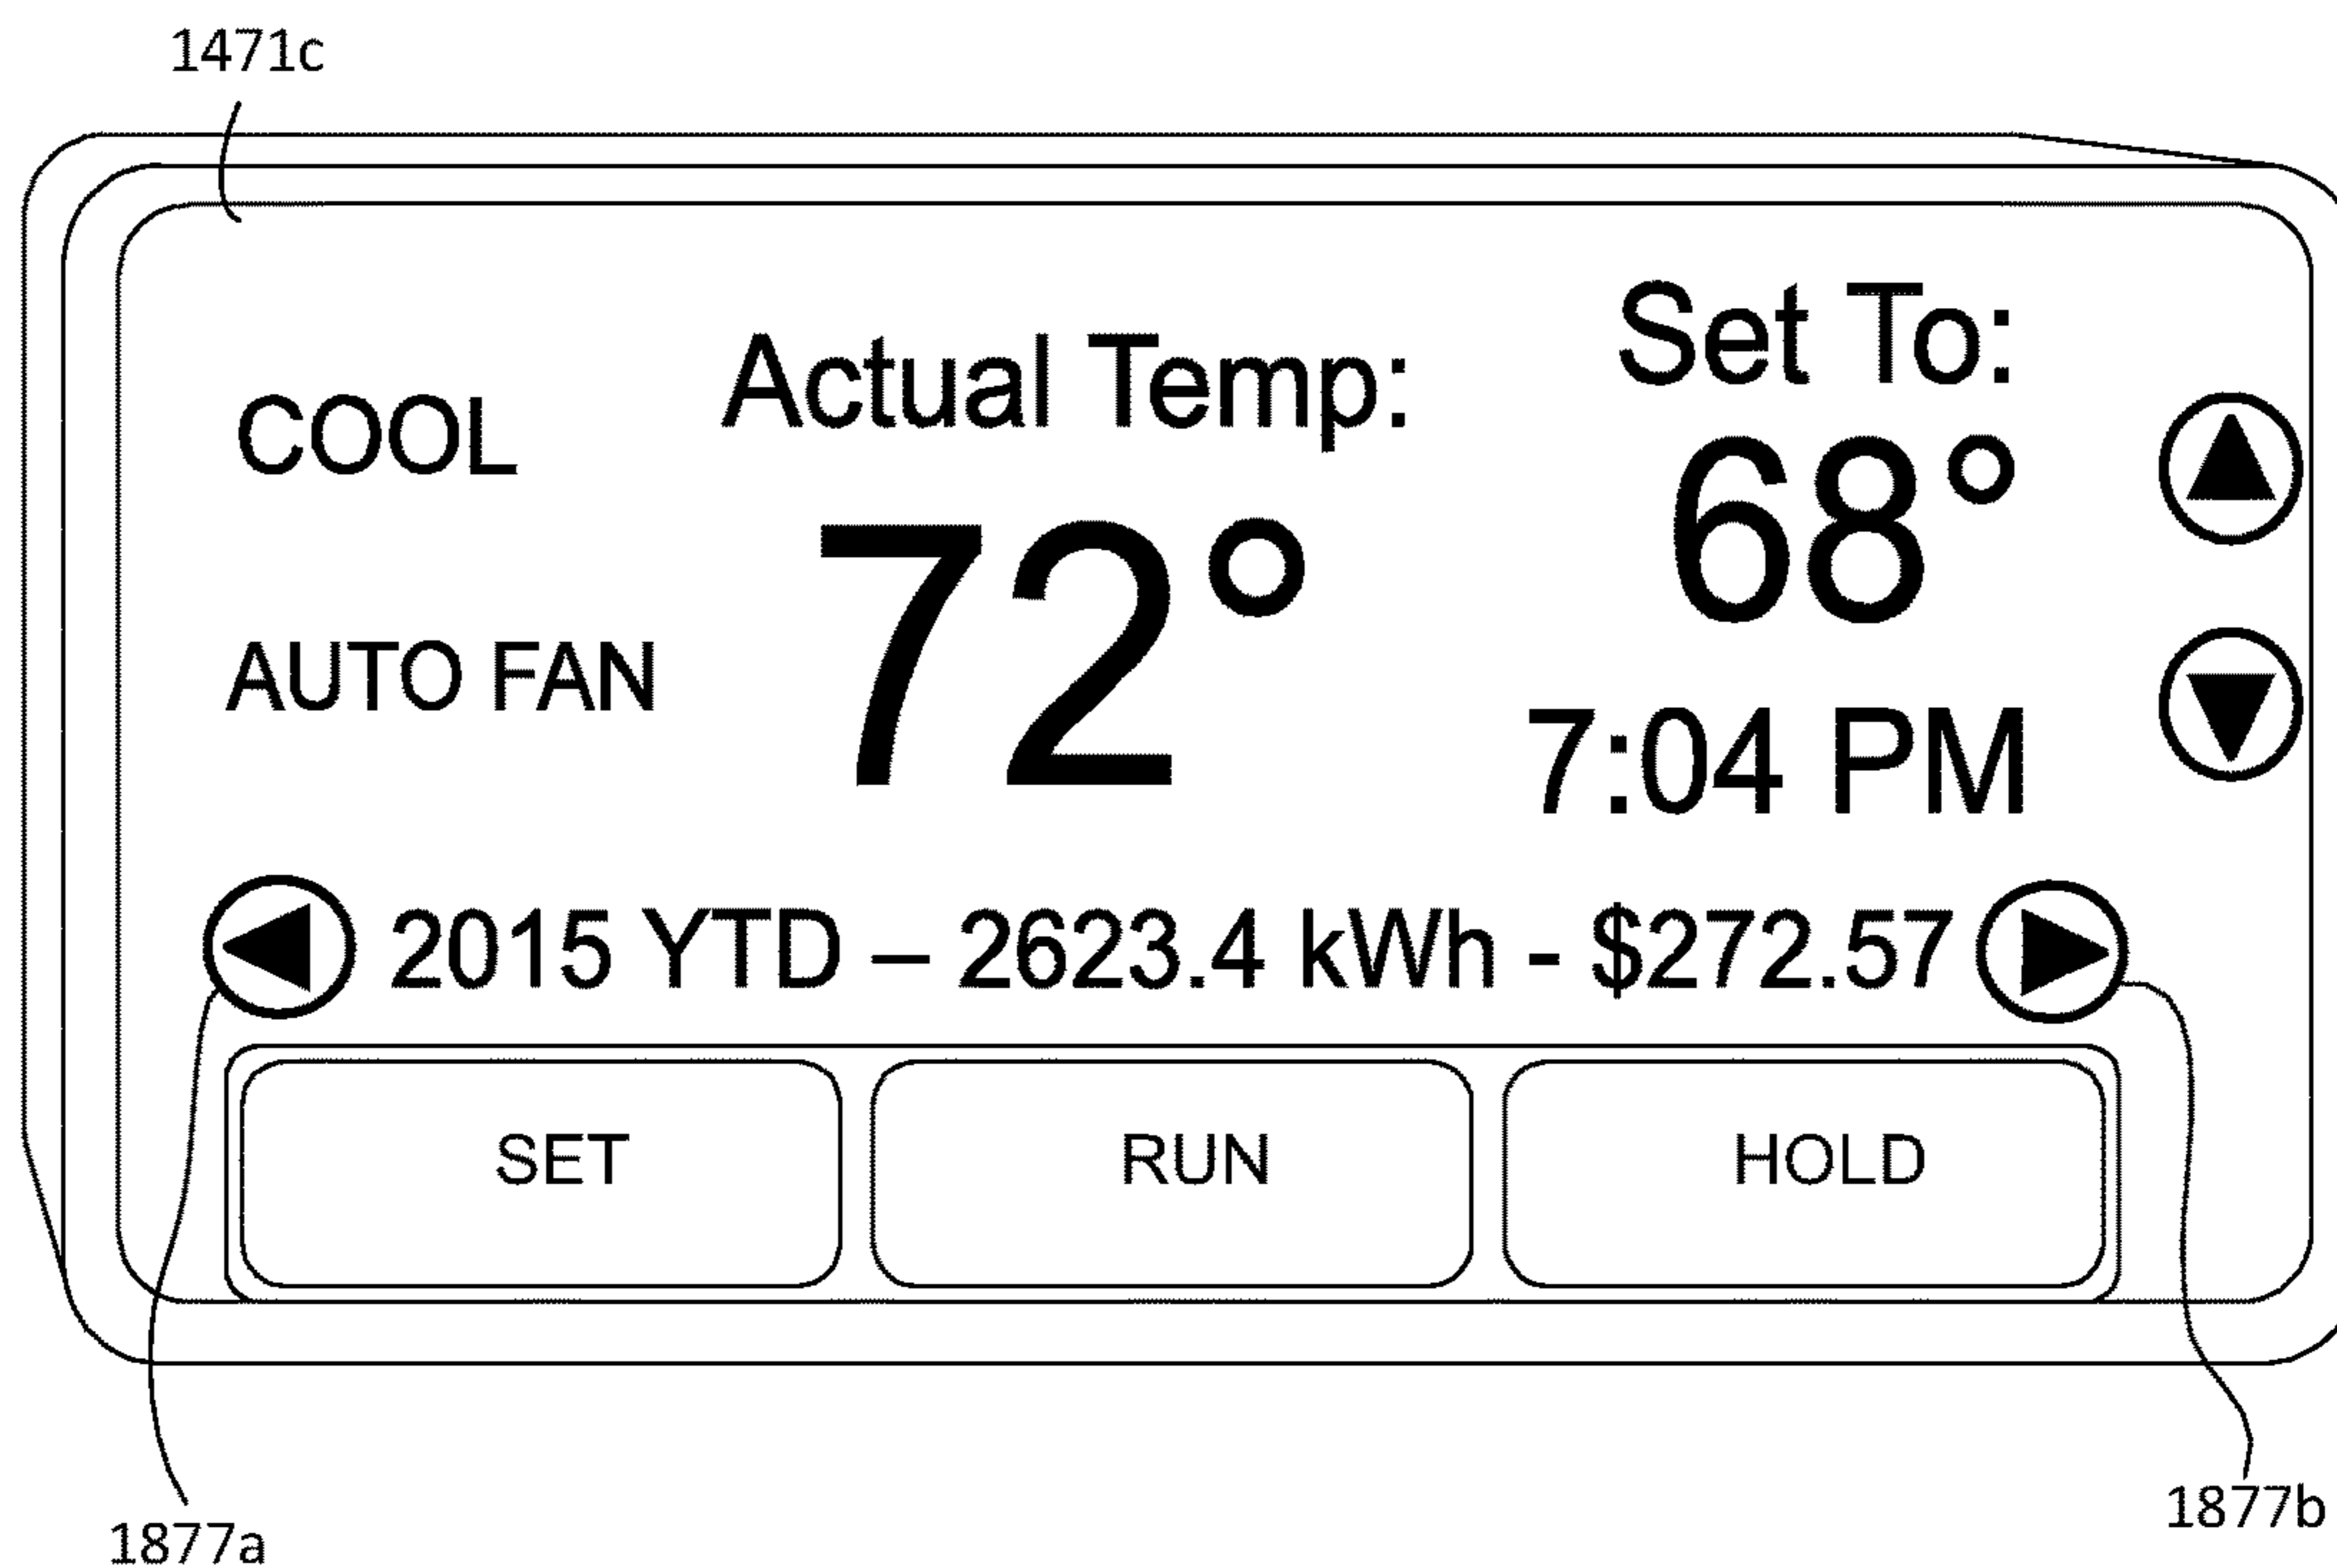 1471c
Set To:
Actual Temp:
COOL
68°
72°
AUTO FAN
7:04 PM
2015 YTD – 2623.4 kWh - $272.57
SET
RUN
HOLD
1877a
1877b